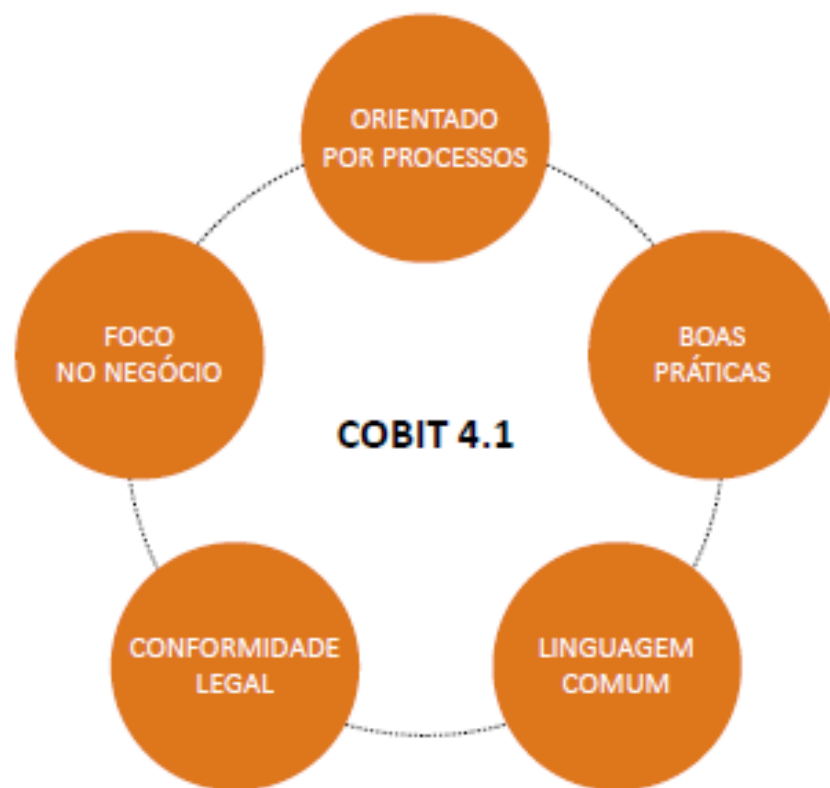 ORIENTADO
POR PROCESSOS
FOCO
NO NEGÓCIO
BOAS
PRÁTICAS
COBIT 4.1
CONFORMIDADE
LEGAL
LINGUAGEM
COMUM